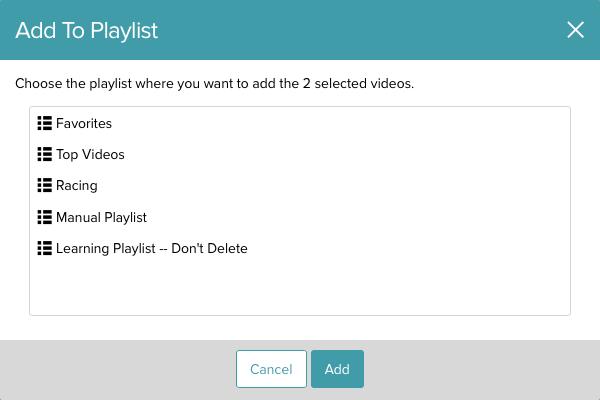 Add To Playlist
Choose the playlist where you want to add the 2 selected videos.
Favorites
Top Videos
Racing
Manual Playlist
Learning Playlist -- Don't Delete
Cancel Add